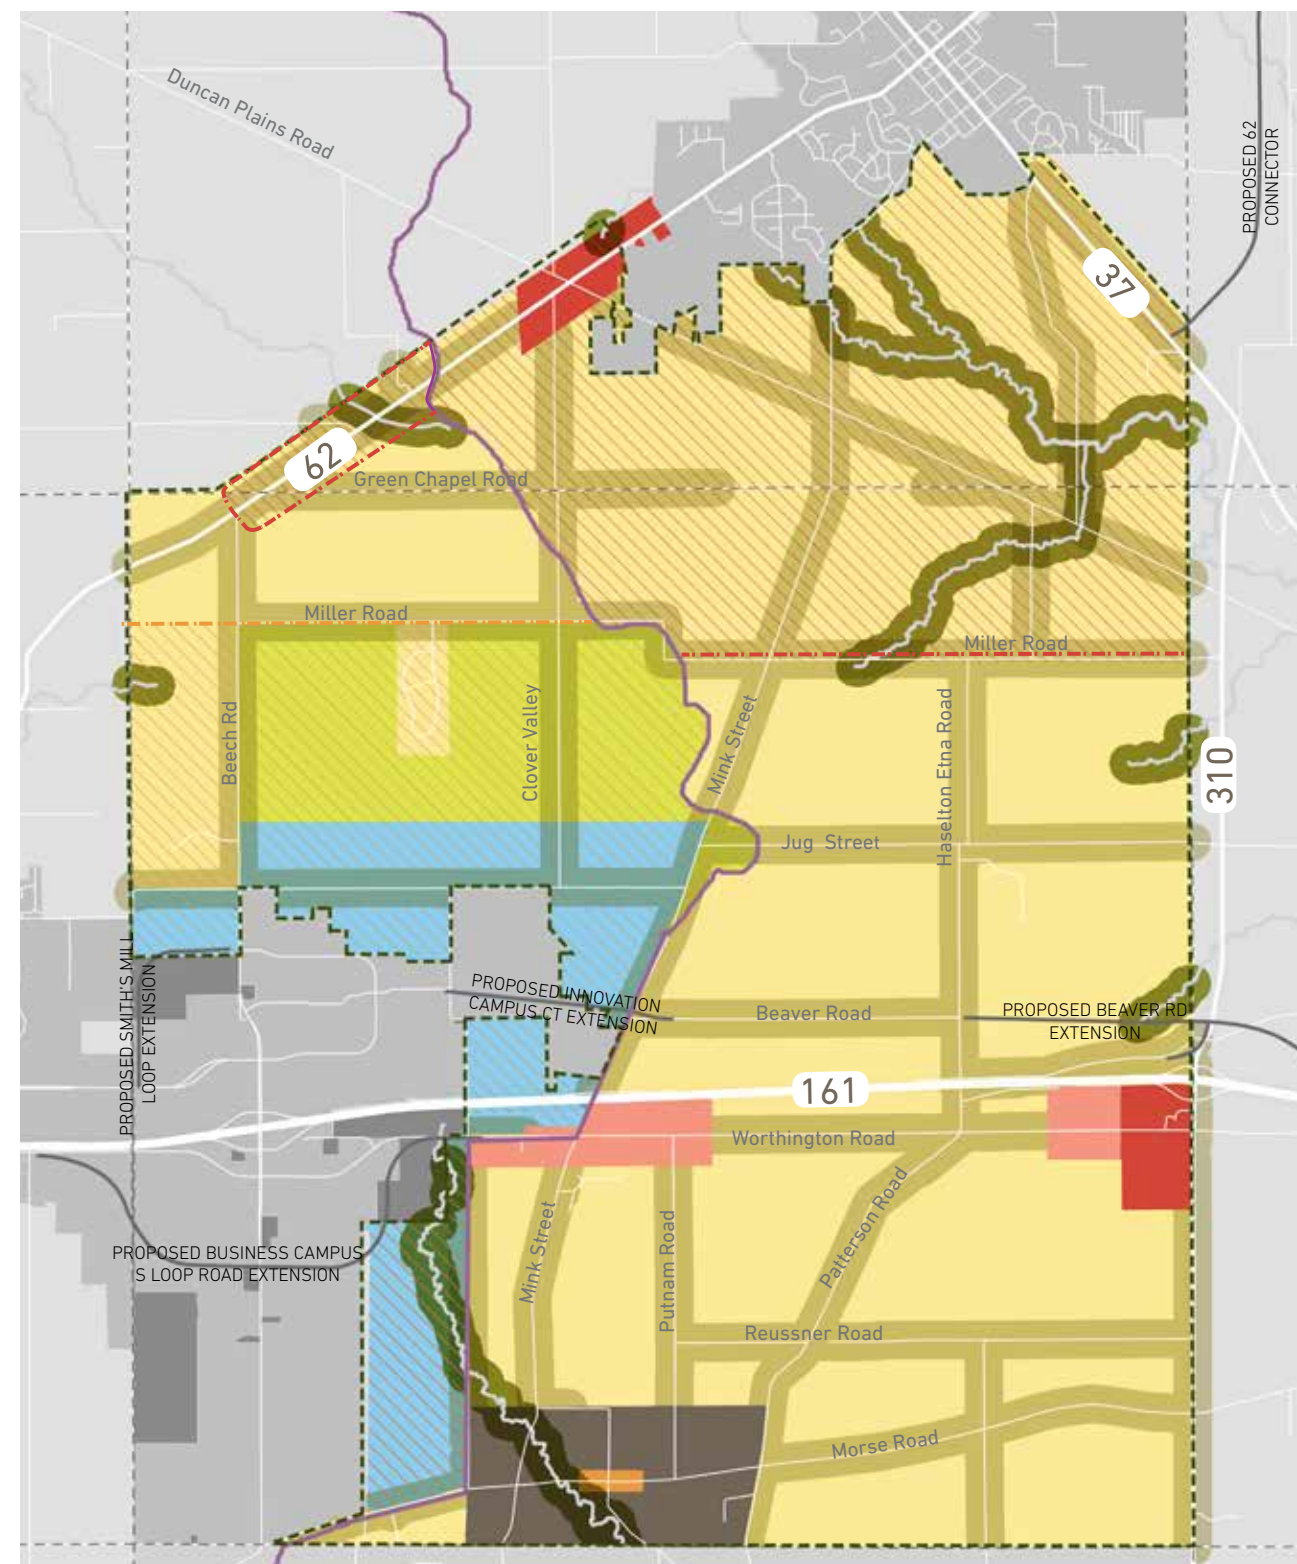 Duncan Plains Road
PROPOSED 62
CONNECTOR
37
62
Green Chapel Road
Miller Road
Miller Road
Beech Rd
Clover Valley
Mink Street
Haselton Etna Road
310
Jug Street
PROPOSED SMITH'S MILL
LOOP EXTENSION
PROPOSED INNOVATION
CAMPUS CT EXTENSION
Beaver Road
PROPOSED BEAVER RD
EXTENSION
161
Worthington Road
PROPOSED BUSINESS CAMPUS
S LOOP ROAD EXTENSION
Mink Street
Putnam Road
Patterson Road
Reussner Road
Morse Road